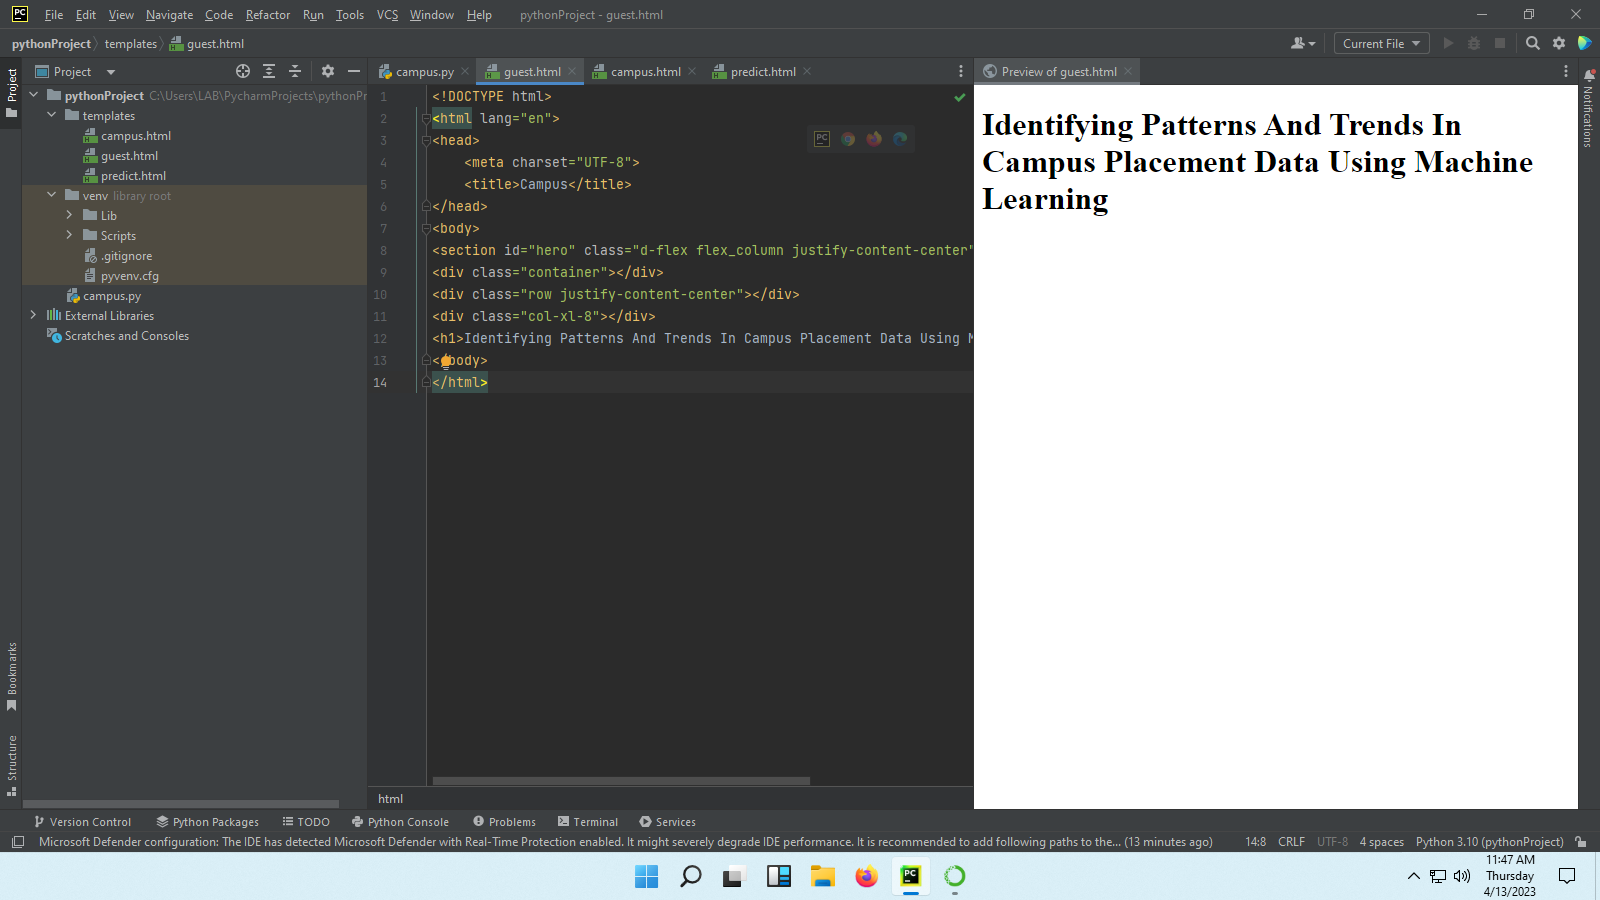 PC File Edit View Navigate Code Refactor Run Tools VCS Window Help pythonProject - guest.html
pythonProject templates guest.html Current File
Project
Project
campus.py guest.html campus.html predict.html
Preview of guest.html
Notifications
pythonProject C:\Users\LAB\PycharmProjects\pythonPr
templates
campus.html
guest.html
predict.html
venv library root
Lib
Scripts
.gitignore
pyvenv.cfg
campus.py
External Libraries
Scratches and Consoles
1 <!DOCTYPE html>
2 <html lang="en">
3 <head>
4 <meta charset="UTF-8">
5 <title>Campus</title>
6 </head>
7 <body>
8 <section id="hero" class="d-flex flex_column justify-content-center"
9 <div class="container"></div>
10 <div class="row justify-content-center"></div>
11 <div class="col-xl-8"></div>
12 <h1>Identifying Patterns And Trends In Campus Placement Data Using M
13 < body>
14 </html>
PC
Identifying Patterns And Trends In
Campus Placement Data Using Machine
Learning
Bookmarks
Structure
html
Version Control Python Packages TODO Python Console Problems Terminal Services
Microsoft Defender configuration: The IDE has detected Microsoft Defender with Real-Time Protection enabled. It might severely degrade IDE performance. It is recommended to add following paths to the... (13 minutes ago) 14:8 CRLF UTF-8 4 spaces Python 3.10 (pythonProject)
PC
11:47 AM
Thursday
4/13/2023